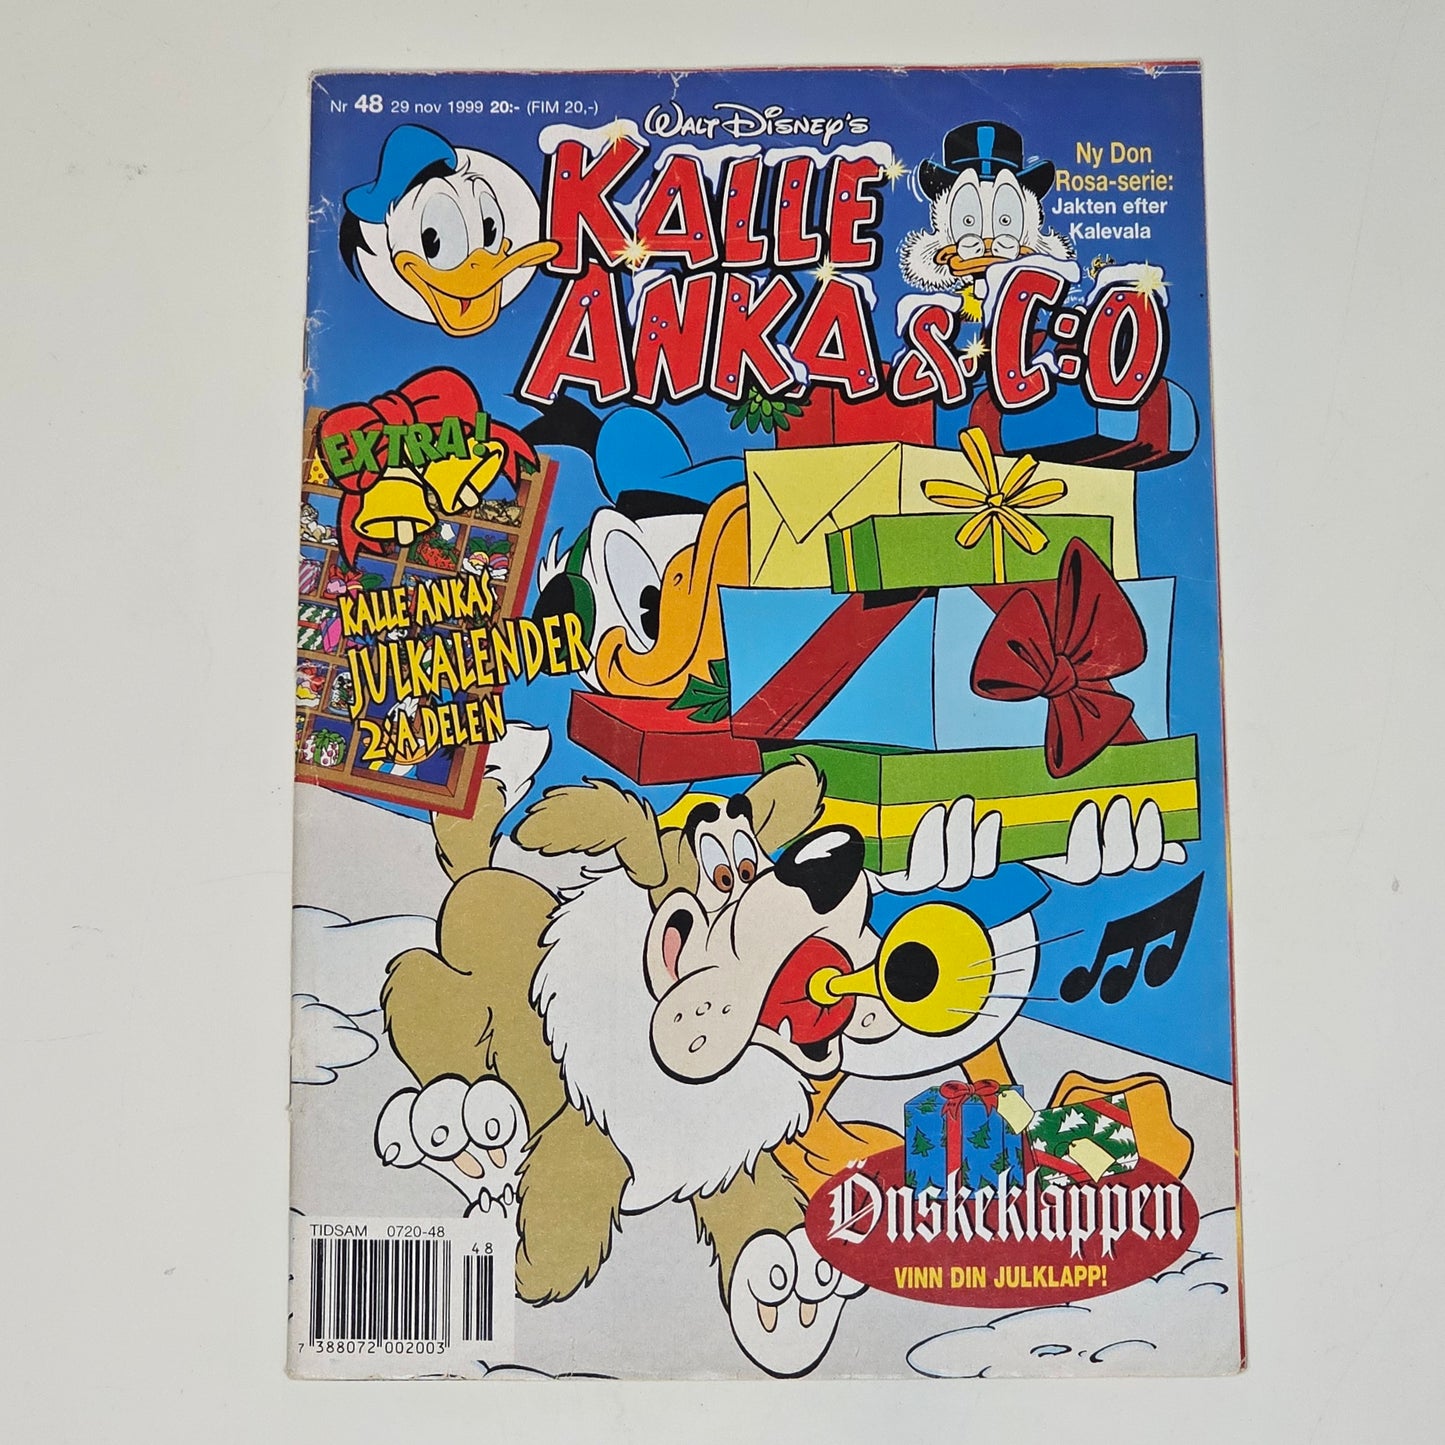 Nr 48 29 nov 1999 20:- (FIM 20,-)
WALT DISNEY'S
KALLE
ANKA & C:O
Ny Don
Rosa-serie:
Jakten efter
Kalevala
EXTRA!
KALLE ANKAS
JULKALENDER
2:A DELEN
Önskeklappen
VINN DIN JULKLAPP!
TIDSAM 0720-48
48
7 388072 002003